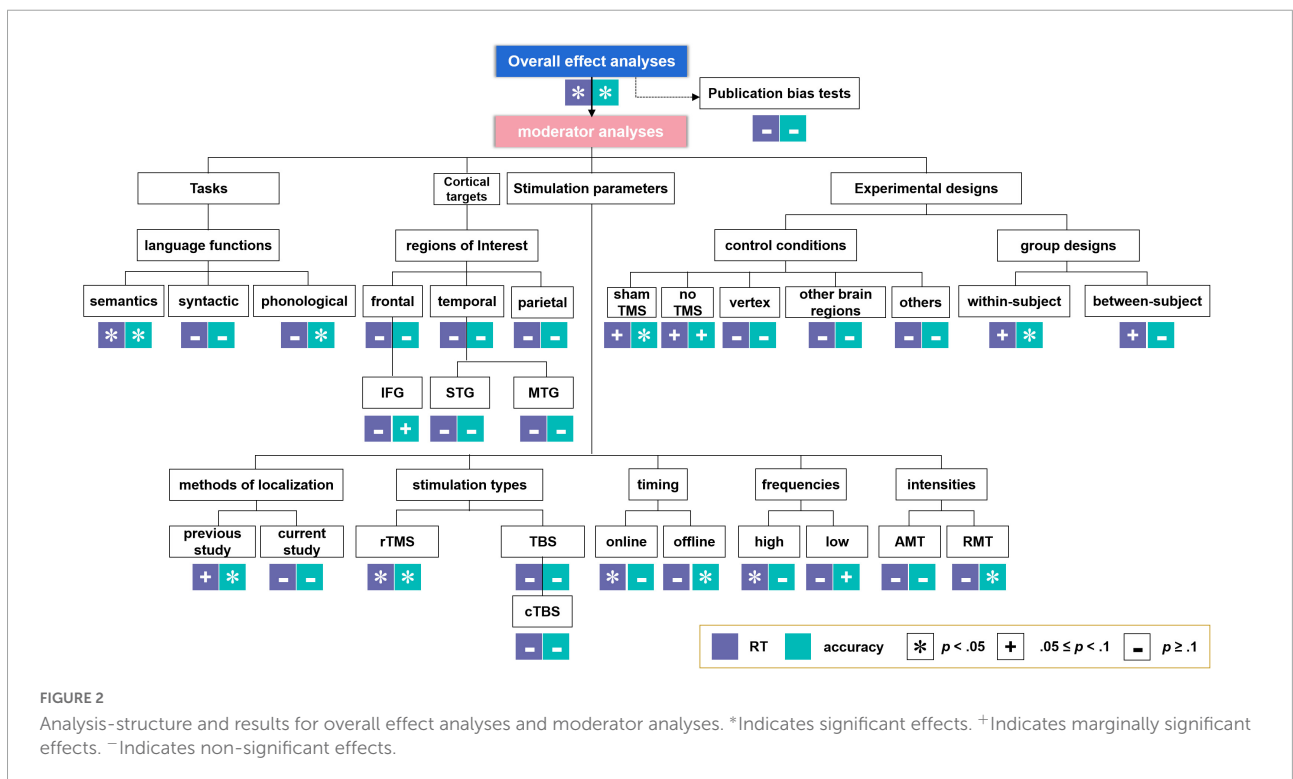 Overall effect analyses
* *
Publication bias tests
- -
moderator analyses
Tasks
Cortical
targets
Stimulation parameters
Experimental designs
language functions
regions of Interest
control conditions
group designs
semantics
syntactic
phonological
frontal
temporal
parietal
sham
TMS
no
TMS
vertex
other brain
regions
others
within-subject
between-subject
* *
- -
- *
- -
- -
- -
+ *
+ +
- -
- -
- -
+ *
+ -
IFG
STG
MTG
- +
- -
- -
methods of localization
stimulation types
timing
frequencies
intensities
previous
study
current
study
rTMS
TBS
online
offline
high
low
AMT
RMT
+ *
- -
* *
- -
* -
- *
* -
- +
- -
- *
cTBS
- -
RT
accuracy
* p < .05
+ .05 ≤ p < .1
- p ≥ .1
FIGURE 2
Analysis-structure and results for overall effect analyses and moderator analyses. *Indicates significant effects. +Indicates marginally significant
effects. −Indicates non-significant effects.